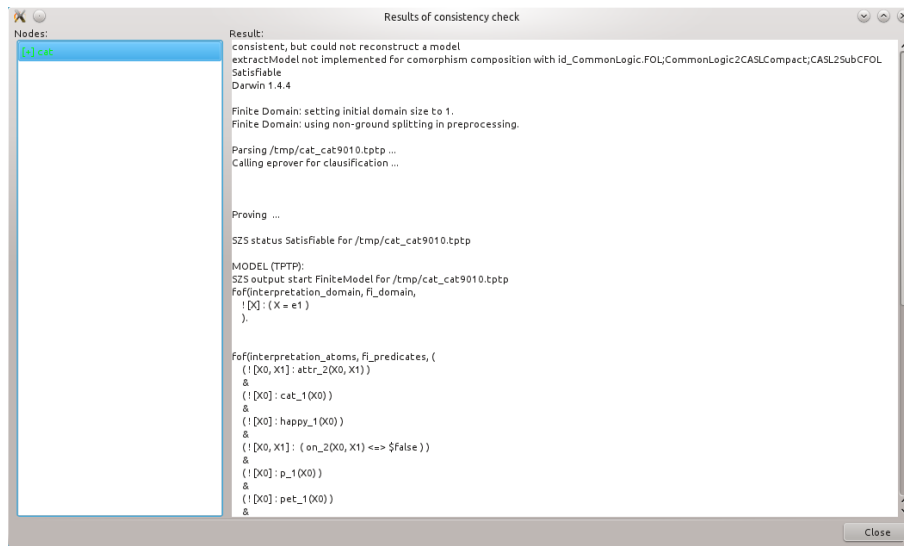 Results of consistency check
Nodes:
[+] cat
Result:
consistent, but could not reconstruct a model
extractModel not implemented for comorphism composition with id_CommonLogic.FOL;CommonLogic2CASLCompact;CASL2SubCFOL
Satisfiable
Darwin 1.4.4
Finite Domain: setting initial domain size to 1.
Finite Domain: using non-ground splitting in preprocessing.
Parsing /tmp/cat_cat9010.tptp ...
Calling eprover for clausification ...
Proving ...
SZS status Satisfiable for /tmp/cat_cat9010.tptp
MODEL (TPTP):
SZS output start FiniteModel for /tmp/cat_cat9010.tptp
fof(interpretation_domain, fi_domain,
! [X] : ( X = e1 )
).
fof(interpretation_atoms, fi_predicates, (
( ! [X0, X1] : attr_2(X0, X1) )
&
( ! [X0] : cat_1(X0) )
&
( ! [X0] : happy_1(X0) )
&
( ! [X0, X1] : ( on_2(X0, X1) <=> $false ) )
&
( ! [X0] : p_1(X0) )
&
( ! [X0] : pet_1(X0) )
&
Close